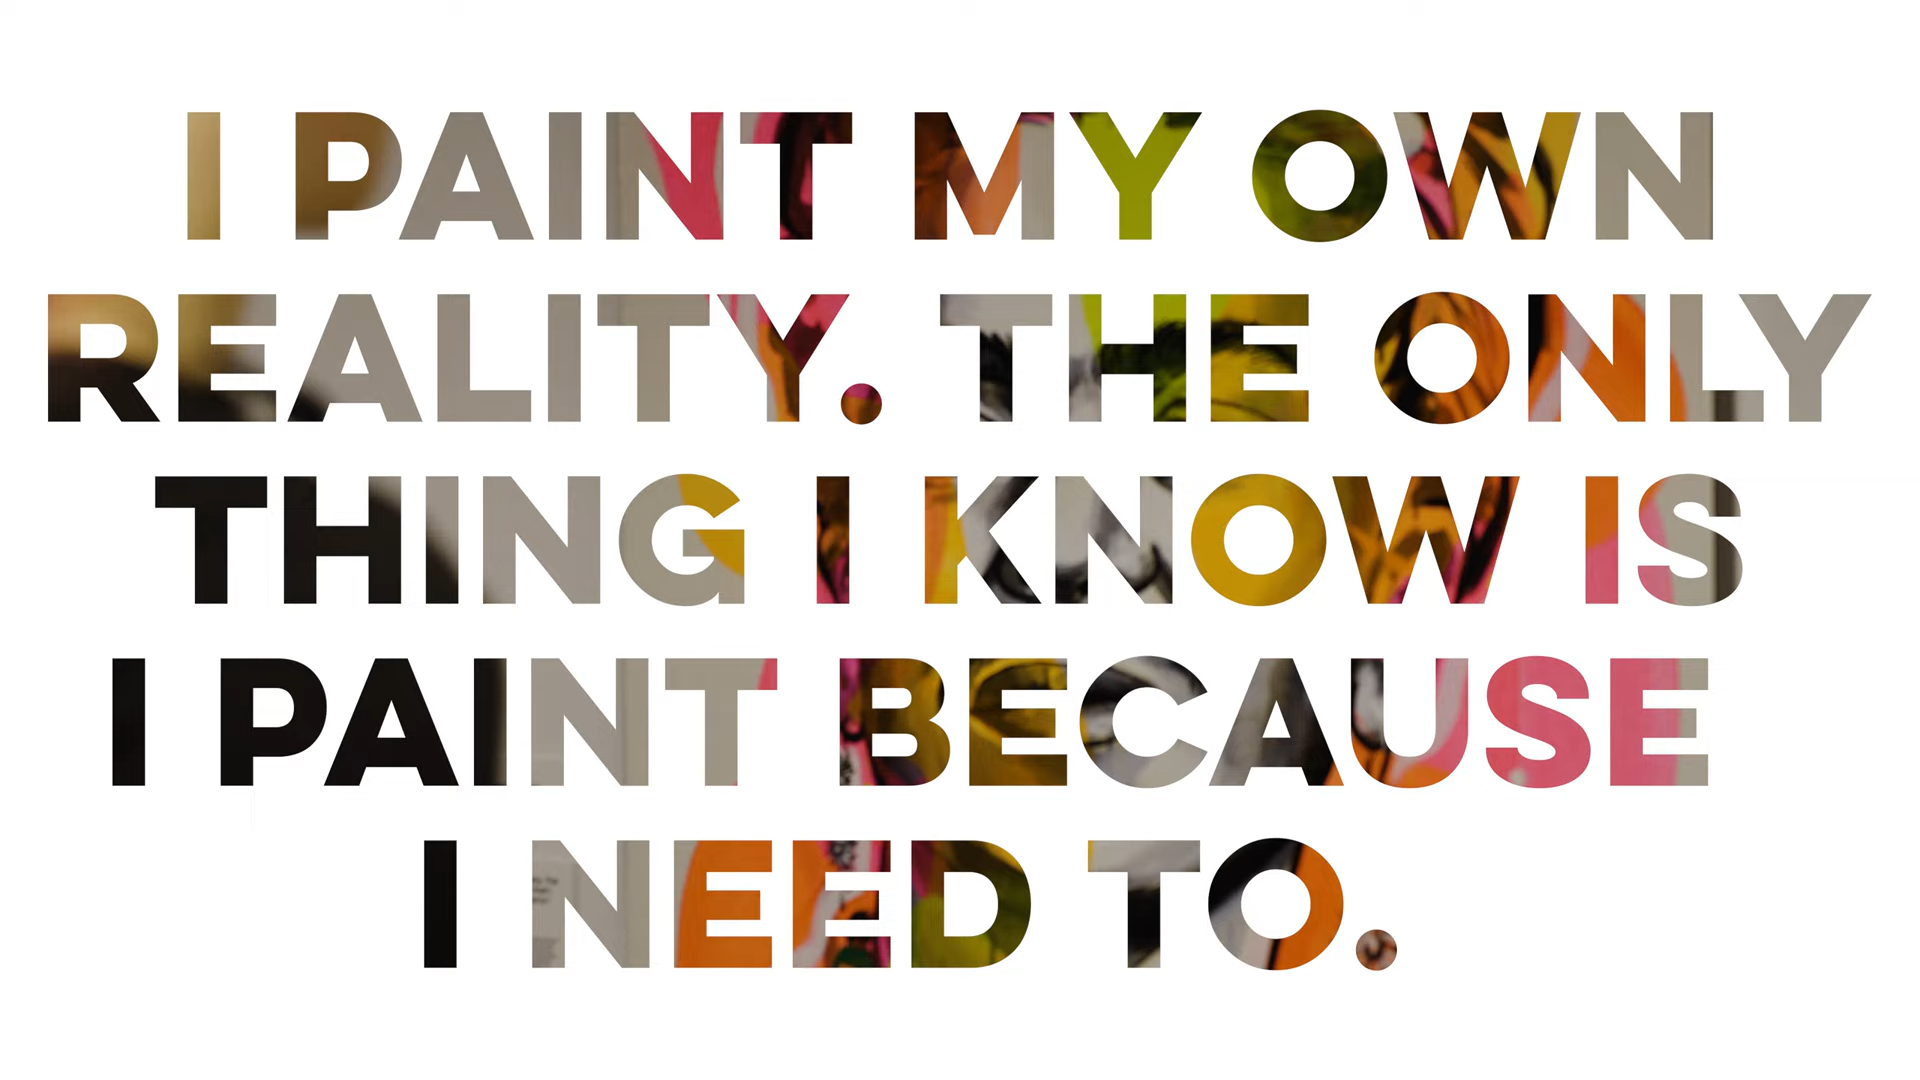 I PAINT MY OWN
REALITY. THE ONLY
THING I KNOW IS
I PAINT BECAUSE
I NEED TO.